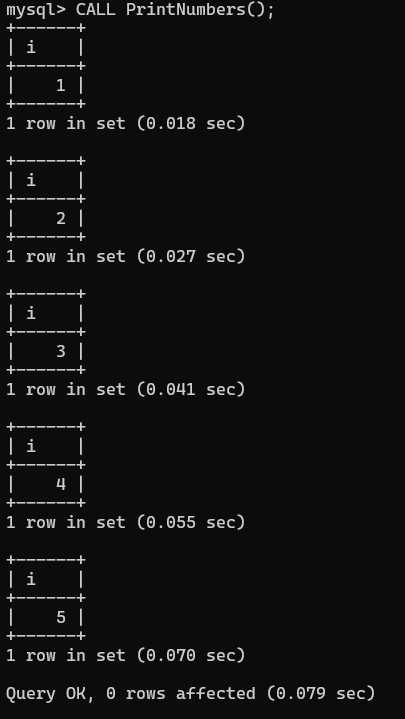 mysql> CALL PrintNumbers();
+------+
| i    |
+------+
|    1 |
+------+
1 row in set (0.018 sec)

+------+
| i    |
+------+
|    2 |
+------+
1 row in set (0.027 sec)

+------+
| i    |
+------+
|    3 |
+------+
1 row in set (0.041 sec)

+------+
| i    |
+------+
|    4 |
+------+
1 row in set (0.055 sec)

+------+
| i    |
+------+
|    5 |
+------+
1 row in set (0.070 sec)

Query OK, 0 rows affected (0.079 sec)